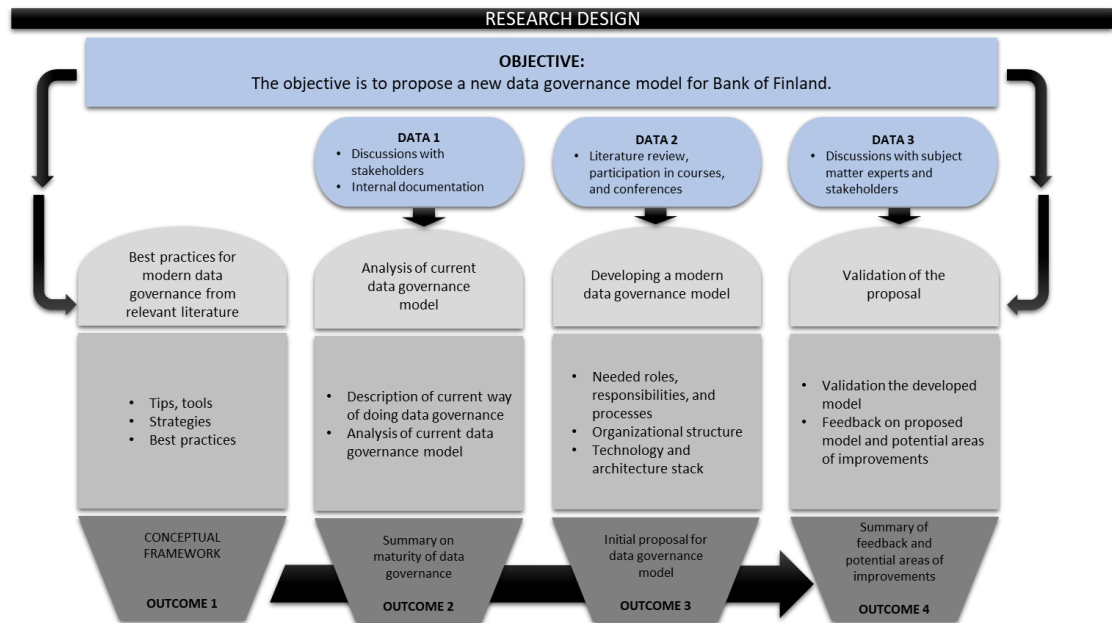 RESEARCH DESIGN
OBJECTIVE:
The objective is to propose a new data governance model for Bank of Finland.
DATA 1
• Discussions with
stakeholders
• Internal documentation
DATA 2
• Literature review,
participation in courses,
and conferences
DATA 3
• Discussions with subject
matter experts and
stakeholders
Best practices for
modern data
governance from
relevant literature
Analysis of current
data governance
model
Developing a modern
data governance model
Validation of the
proposal
• Tips, tools
• Strategies
• Best practices
• Description of current way
of doing data governance
• Analysis of current data
governance model
• Needed roles,
responsibilities, and
processes
• Organizational structure
• Technology and
architecture stack
• Validation the developed
model
• Feedback on proposed
model and potential areas
of improvements
CONCEPTUAL
FRAMEWORK
OUTCOME 1
Summary on
maturity of data
governance
OUTCOME 2
Initial proposal for
data governance
model
OUTCOME 3
Summary of
feedback and
potential areas of
improvements
OUTCOME 4